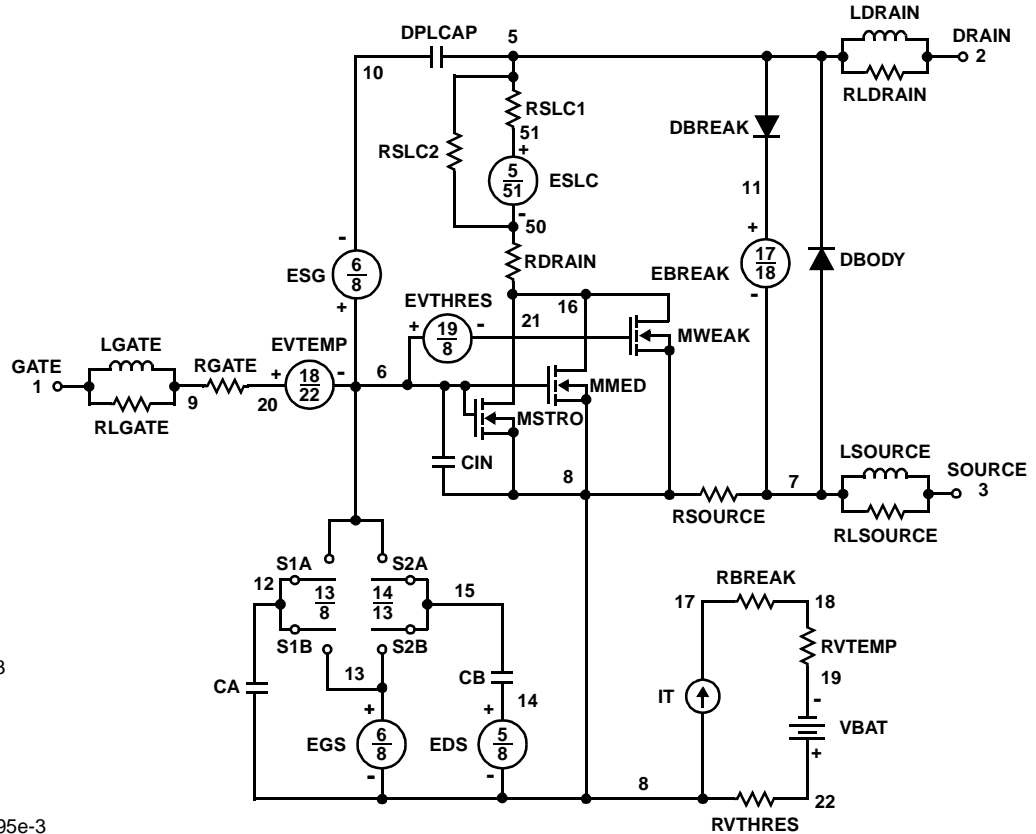 LDRAIN
DPLCAP 5 DRAIN
2
10
RLDRAIN
RSLC1
DBREAK
51
RSLC2 +
5
51
ESLC
11
-
50
-
+
RDRAIN
6
8
ESG
17
18
EBREAK
DBODY
+
-
EVTHRES
16
21
+ 19
8
-
MWEAK
LGATE
EVTEMP
GATE
1
RGATE
+ 18
22
-
6
MMED
9
20
MSTRO
RLGATE
LSOURCE
CIN
SOURCE
3
8
7
RSOURCE
RLSOURCE
S1A S2A
12
13
8
14
13
15
RBREAK
17 18
S1B S2B
RVTEMP
13
CA CB
19
IT
-
14
+ +
VBAT
EGS 6
8
EDS 5
8
+
- -
8
22
RVTHRES
3
95e-3